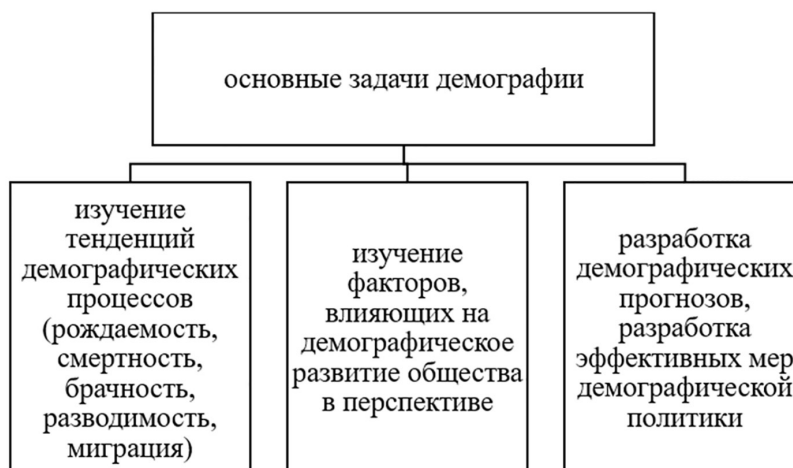 основные задачи демографии
изучение
тенденций
демографических
процессов
(рождаемость,
смертность,
брачность,
разводимость,
миграция)
изучение
факторов,
влияющих на
демографическое
развитие общества
в перспективе
разработка
демографических
прогнозов,
разработка
эффективных мер
демографической
политики